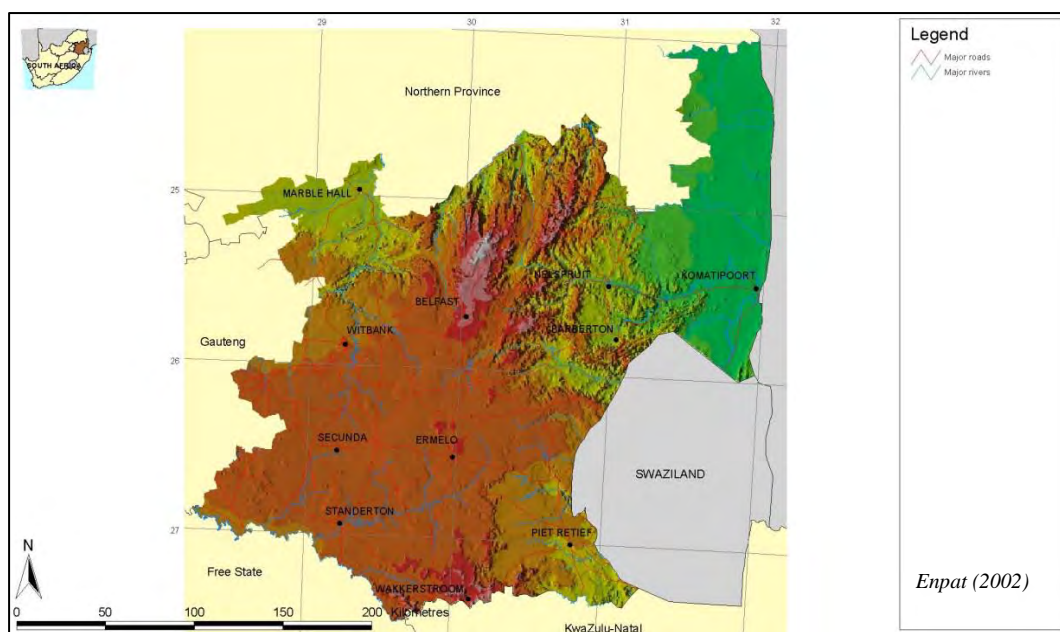 29
30
31
32
SOUTH AFRICA
Legend
Major roads
Major rivers
Northern Province
25
MARBLE HALL
NELSPRUIT
KOMATIPOORT
BELFAST
WITBANK
BARBERTON
Gauteng
26
SECUNDA
ERMELO
SWAZILAND
STANDERTON
27
PIET RETIEF
N
Free State
WAKKERSTROOM
Enpat (2002)
0 50 100 150 200 Kilometres
KwaZulu-Natal